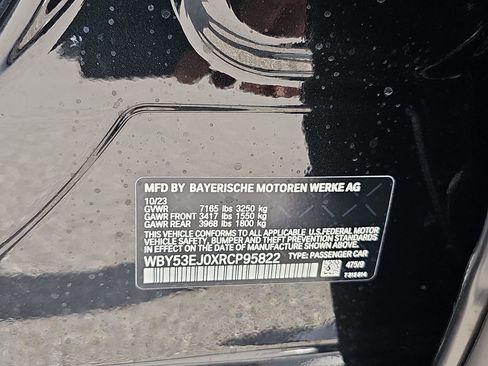 MFD BY BAYERISCHE MOTOREN WERKE AG
10/23
GVWR 7165 lbs 3250 kg
GAWR FRONT 3417 lbs 1550 kg
GAWR REAR 3968 lbs 1800 kg
THIS VEHICLE CONFORMS TO ALL APPLICABLE U.S.FEDERAL MOTOR
VEHICLE SAFETY, BUMPER, AND THEFT PREVENTION STANDARDS IN
EFFECT ON THE DATE OF MANUFACTURE SHOWN ABOVE.
WBY53EJ0XRCP95822 TYPE: PASSENGER CAR
475/9